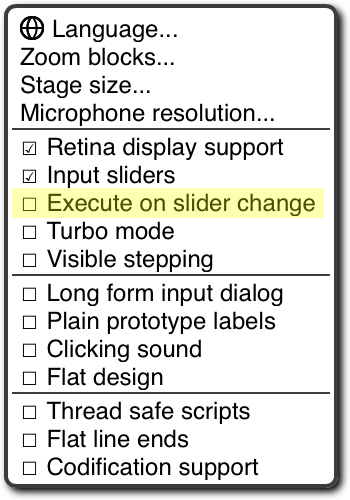 Language...
Zoom blocks...
Stage size...
Microphone resolution...
Retina display support
Input sliders
Execute on slider change
Turbo mode
Visible stepping
Long form input dialog
Plain prototype labels
Clicking sound
Flat design
Thread safe scripts
Flat line ends
Codification support